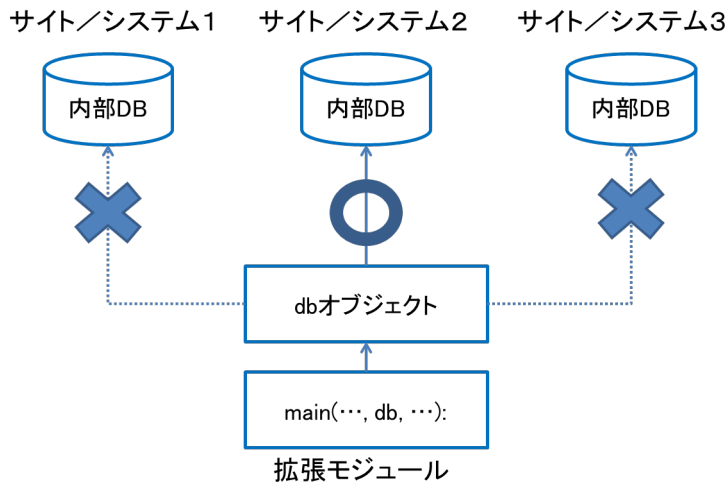 サイト／システム１
サイト／システム２
サイト／システム３
内部DB
内部DB
内部DB
dbオブジェクト
main(…, db, …):
拡張モジュール